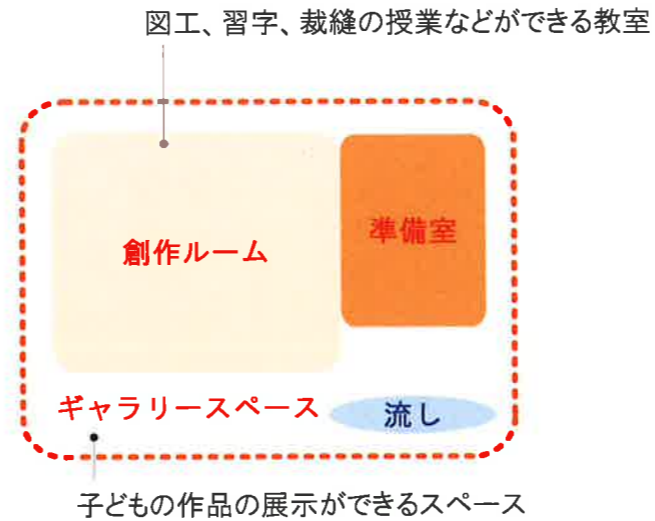 図工、習字、裁縫の授業などができる教室
創作ルーム
準備室
ギャラリースペース
流し
子どもの作品の展示ができるスペース